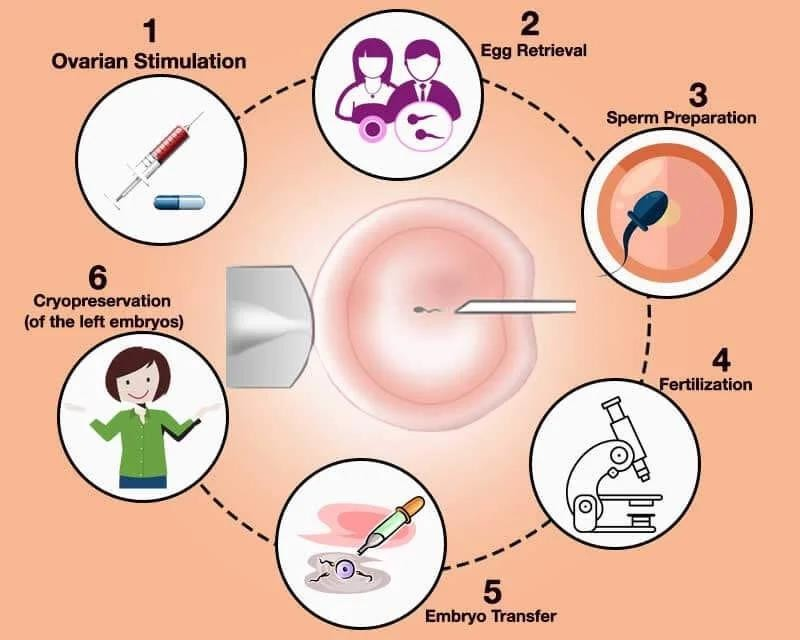 1
Ovarian Stimulation
2
Egg Retrieval
3
Sperm Preparation
4
Fertilization
5
Embryo Transfer
6
Cryopreservation
(of the left embryos)